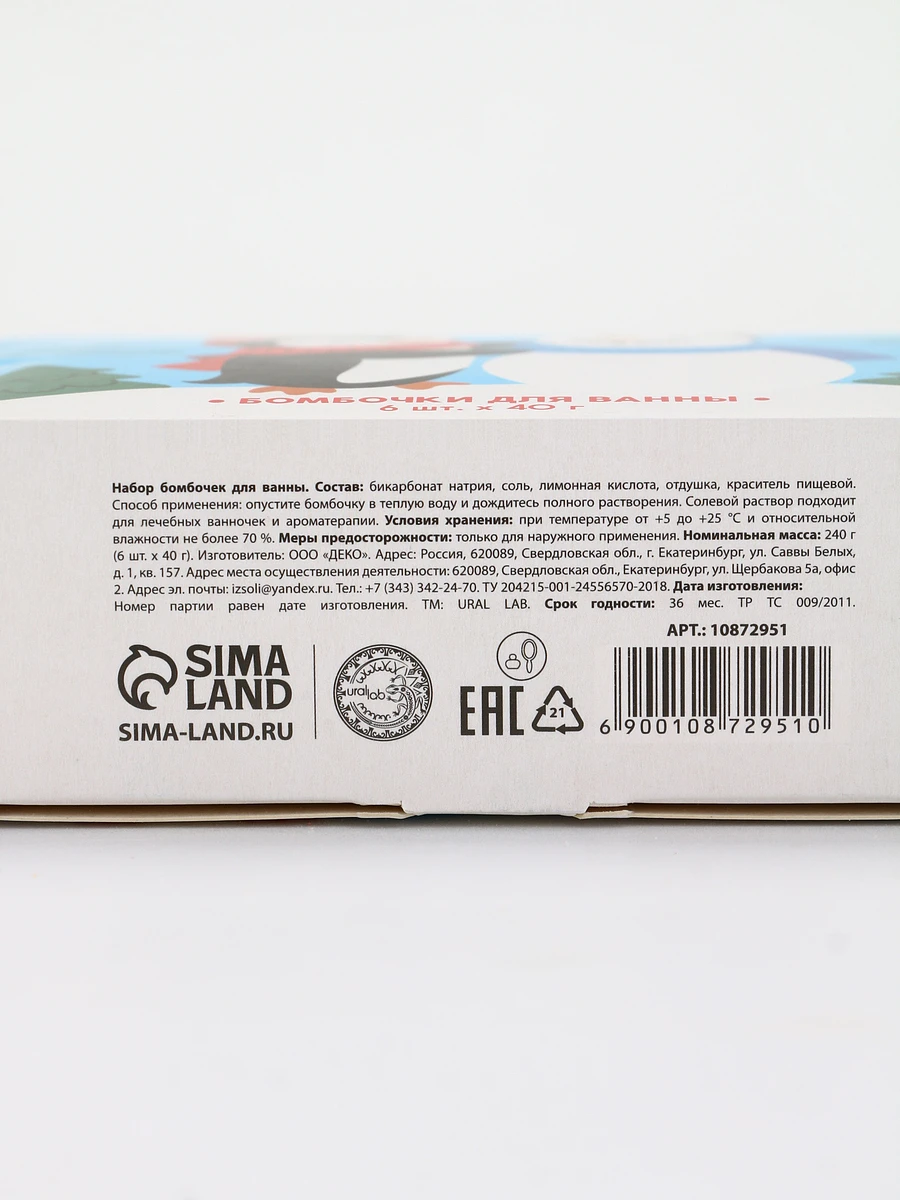 • БОМБОЧКИ ДЛЯ ВАННЫ •
6 шт. х 40 г
Набор бомбочек для ванны. Состав: бикарбонат натрия, соль, лимонная кислота, отдушка, краситель пищевой.
Способ применения: опустите бомбочку в теплую воду и дождитесь полного растворения. Солевой раствор подходит
для лечебных ванночек и ароматерапии. Условия хранения: при температуре от +5 до +25 °С и относительной
влажности не более 70 %. Меры предосторожности: только для наружного применения. Номинальная масса: 240 г
(6 шт. х 40 г). Изготовитель: ООО «ДЕКО». Адрес: Россия, 620089, Свердловская обл., г. Екатеринбург, ул. Саввы Белых,
д. 1, кв. 157. Адрес места осуществления деятельности: 620089, Свердловская обл., Екатеринбург, ул. Щербакова 5а, офис
2. Адрес эл. почты: izsoli@yandex.ru. Тел.: +7 (343) 342-24-70. ТУ 204215-001-24556570-2018. Дата изготовления:
Номер партии равен дате изготовления. ТМ: URAL LAB. Срок годности: 36 мес. ТР ТС 009/2011.
АРТ.: 10872951
SIMA
LAND
SIMA-LAND.RU
ural lab
ЕАС
21
6 900108 729510